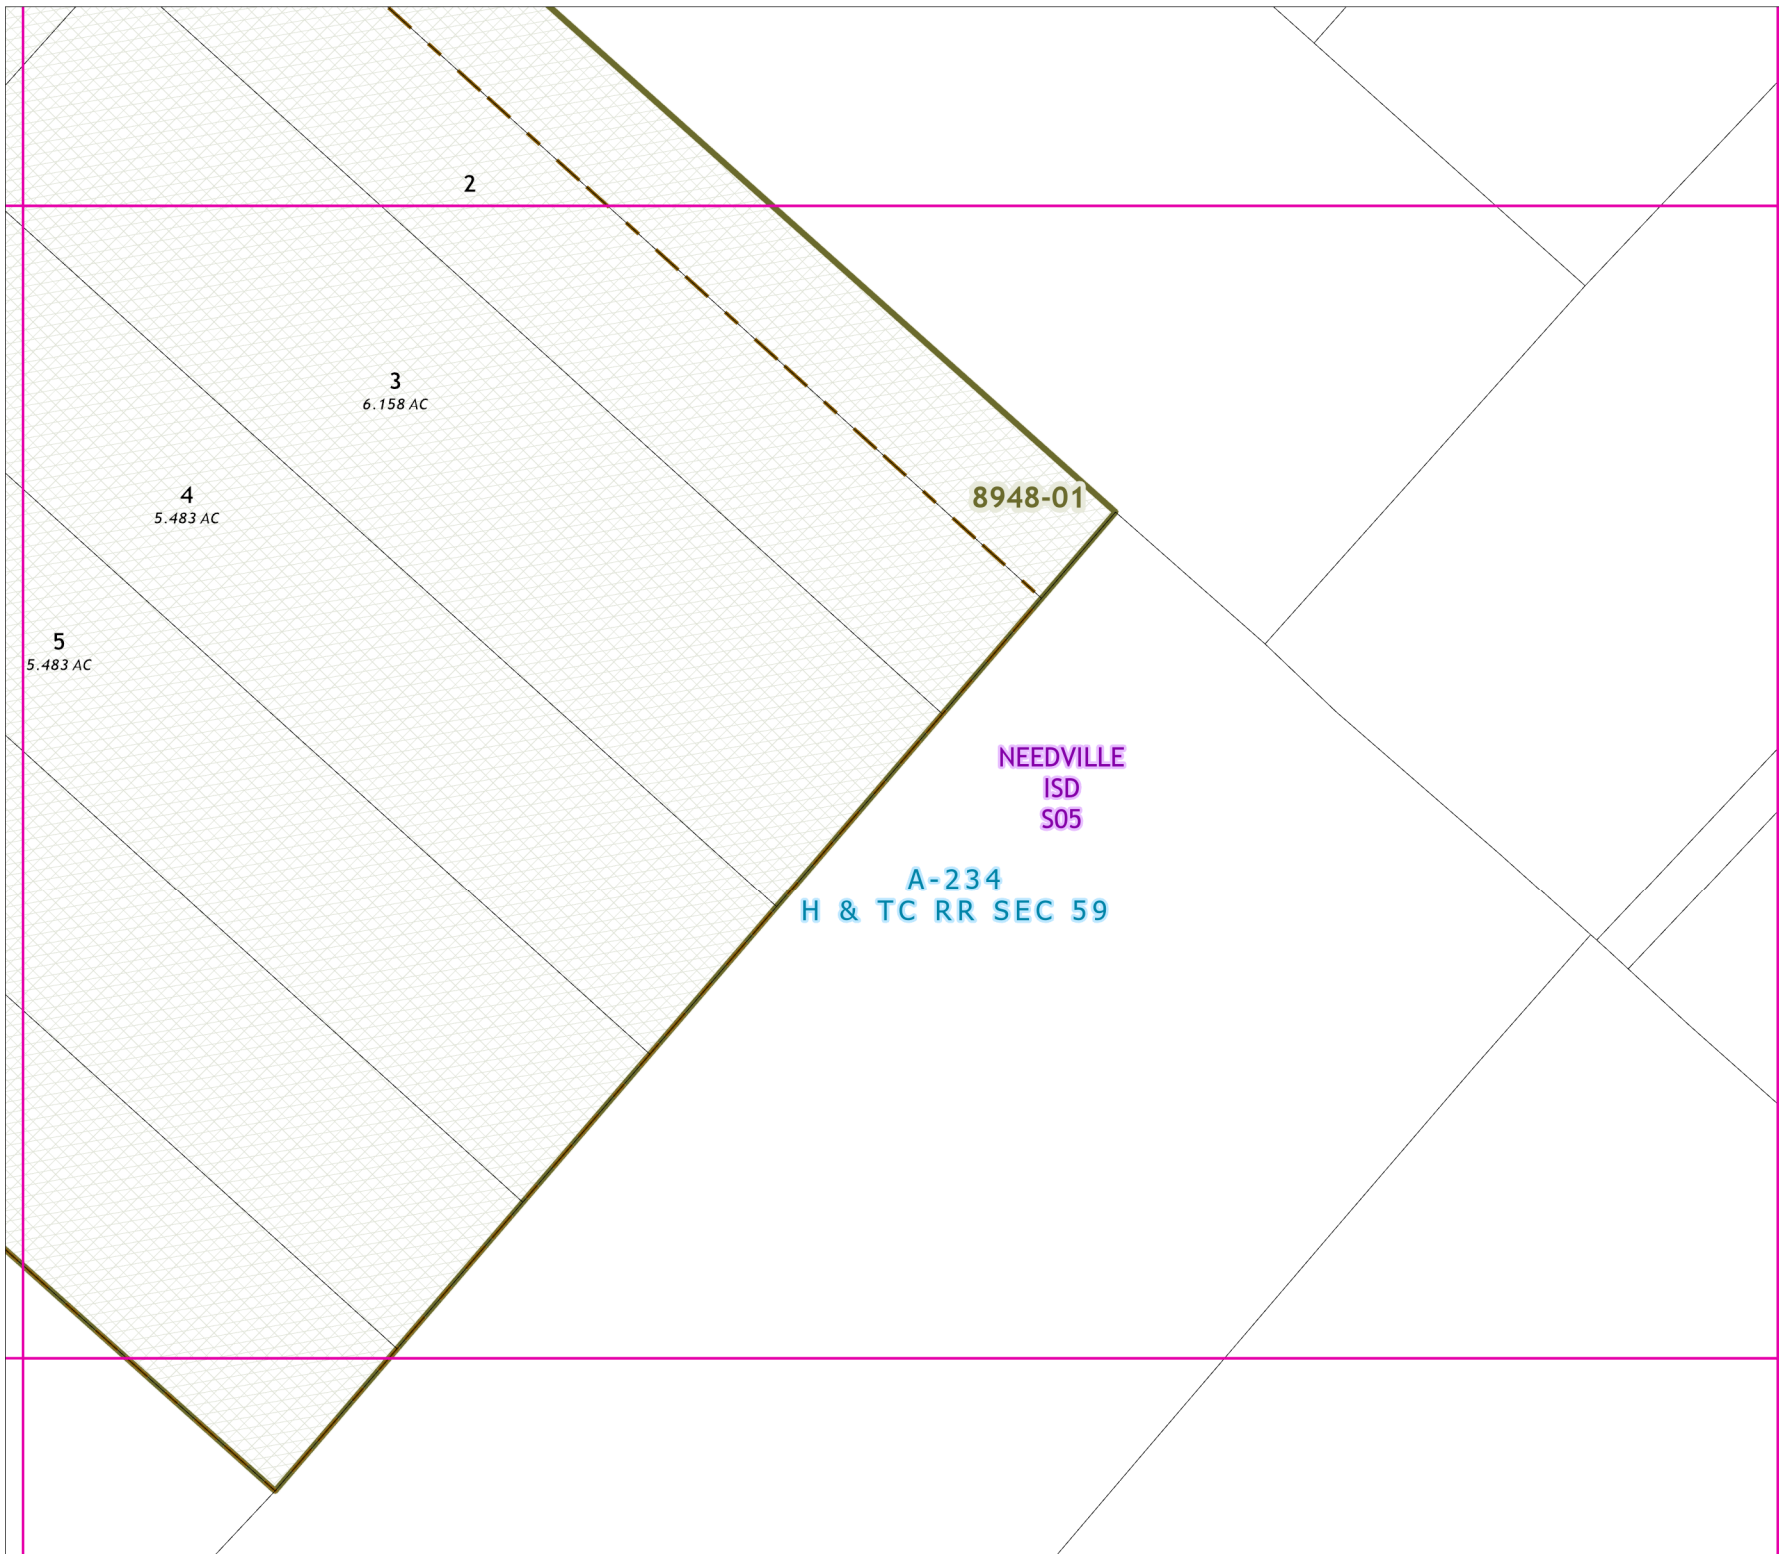 2
3
6.158 AC
8948-01
4
5.483 AC
5
5.483 AC
NEEDVILLE
ISD
S05
A-234
H & TC RR SEC 59